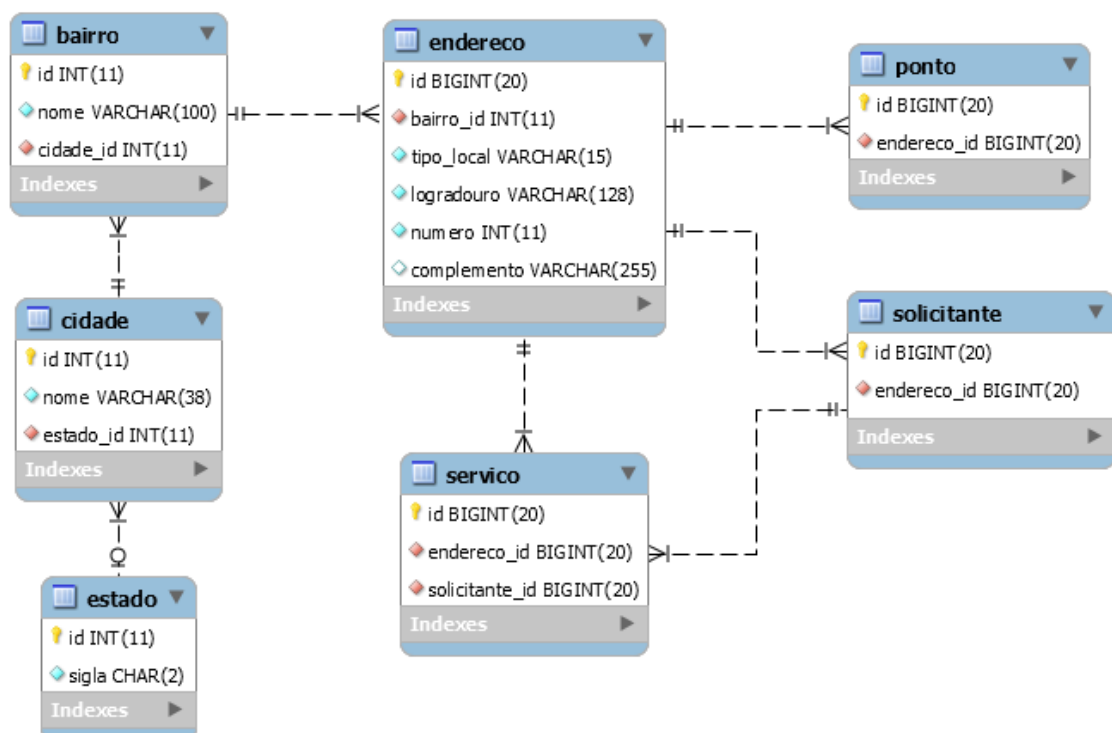 bairro
id INT(11)
nome VARCHAR(100)
cidade_id INT(11)
Indexes
endereco
id BIGINT(20)
bairro_id INT(11)
tipo_local VARCHAR(15)
logradouro VARCHAR(128)
numero INT(11)
complemento VARCHAR(255)
Indexes
ponto
id BIGINT(20)
endereco_id BIGINT(20)
Indexes
cidade
id INT(11)
nome VARCHAR(38)
estado_id INT(11)
Indexes
solicitante
id BIGINT(20)
endereco_id BIGINT(20)
Indexes
servico
id BIGINT(20)
endereco_id BIGINT(20)
solicitante_id BIGINT(20)
Indexes
estado
id INT(11)
sigla CHAR(2)
Indexes